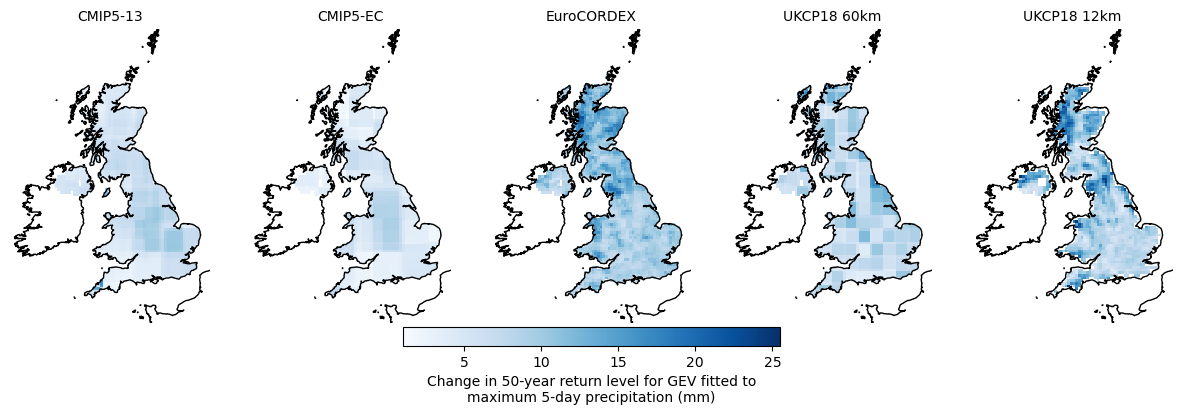 CMIP5-13
CMIP5-EC
EuroCORDEX
UKCP18 60km
UKCP18 12km
5
10
15
20
25
Change in 50-year return level for GEV fitted to
maximum 5-day precipitation (mm)